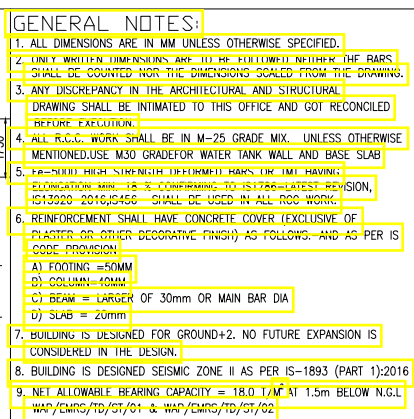 GENERAL NOTES:
1. ALL DIMENSIONS ARE IN MM UNLESS OTHERWISE SPECIFIED.
2. ONLY WRITTEN DIMENSIONS ARE TO BE FOLLOWED NEITHER THE BARS
SHALL BE COUNTED NOR THE DIMENSIONS SCALED FROM THE DRAWING.
3. ANY DISCREPANCY IN THE ARCHITECTURAL AND STRUCTURAL
DRAWING SHALL BE INTIMATED TO THIS OFFICE AND GOT RECONCILED
BEFORE EXECUTION.
4. ALL R.C.C. WORK SHALL BE IN M-25 GRADE MIX. UNLESS OTHERWISE
MENTIONED.USE M30 GRADEFOR WATER TANK WALL AND BASE SLAB
5. Fe-500D HIGH STRENGTH DEFORMED BARS OR TMT HAVING
ELONGATION MIN. 18 % CONFIRMING TO IS1786-LATEST REVISION,
IS13920 2016,IS456. SHALL BE USED IN ALL RCC WORK.
6. REINFORCEMENT SHALL HAVE CONCRETE COVER (EXCLUSIVE OF
PLASTER OR OTHER DECORATIVE FINISH) AS FOLLOWS. AND AS PER IS
CODE PROVISION
A) FOOTING =50MM
B) COLUMN=40MM
C) BEAM = LARGER OF 30mm OR MAIN BAR DIA
D) SLAB = 20mm
7. BUILDING IS DESIGNED FOR GROUND+2. NO FUTURE EXPANSION IS
CONSIDERED IN THE DESIGN.
8. BUILDING IS DESIGNED SEISMIC ZONE II AS PER IS-1893 (PART 1):2016
9. NET ALLOWABLE BEARING CAPACITY = 18.0 T/M² AT 1.5m BELOW N.G.L
WAP/EMRS/TD/ST/01 & WAP/EMRS/TD/ST/02